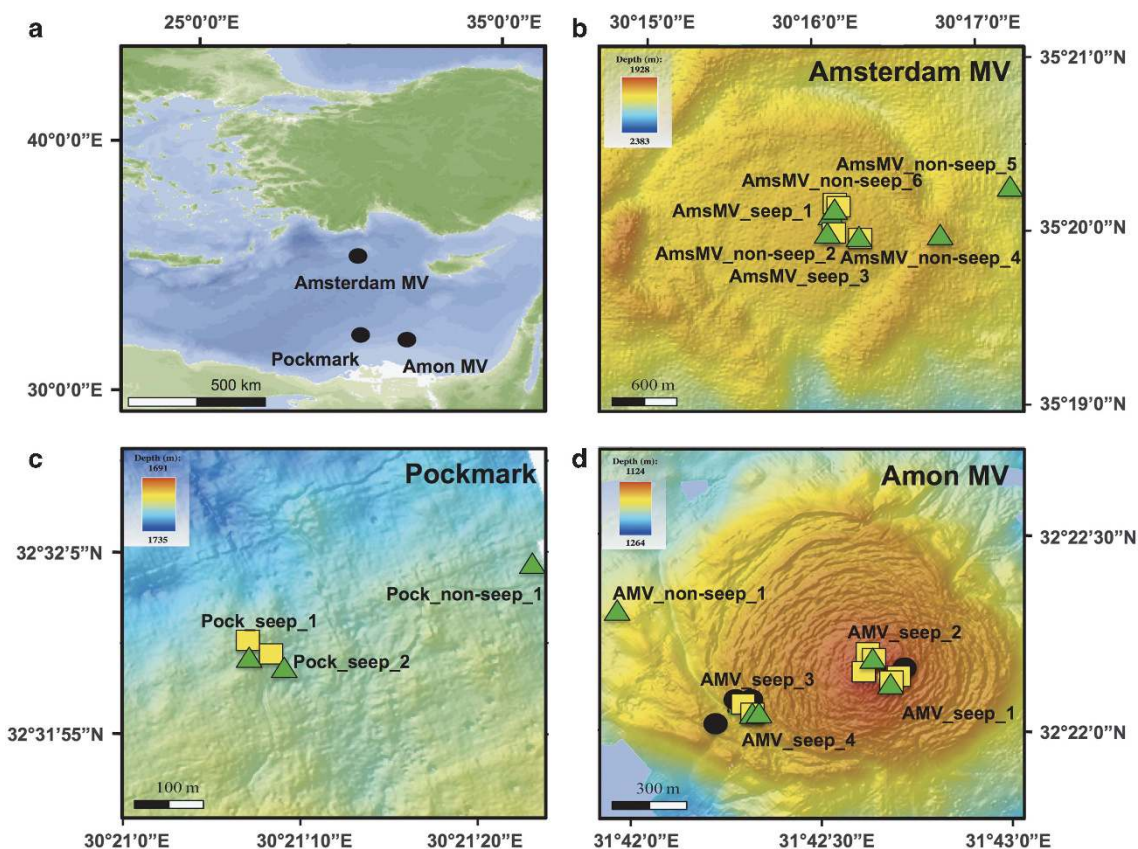 a
25°0'0"E 35°0'0"E
40°0'0"E
30°0'0"E
Amsterdam MV
Pockmark
Amon MV
500 km
b
30°15'0"E 30°16'0"E 30°17'0"E
Depth (m):
1928
2383
Amsterdam MV
35°21'0"N
35°20'0"N
35°19'0"N
AmsMV_non-seep_5
AmsMV_non-seep_6
AmsMV_seep_1
AmsMV_non-seep_2
AmsMV_non-seep_4
AmsMV_seep_3
600 m
c
Depth (m):
1691
1735
Pockmark
32°32'5"N
32°31'55"N
Pock_non-seep_1
Pock_seep_1
Pock_seep_2
100 m
30°21'0"E 30°21'10"E 30°21'20"E
d
Depth (m):
1124
1264
Amon MV
32°22'30"N
32°22'0"N
AMV_non-seep_1
AMV_seep_2
AMV_seep_3
AMV_seep_1
AMV_seep_4
300 m
31°42'0"E 31°42'30"E 31°43'0"E